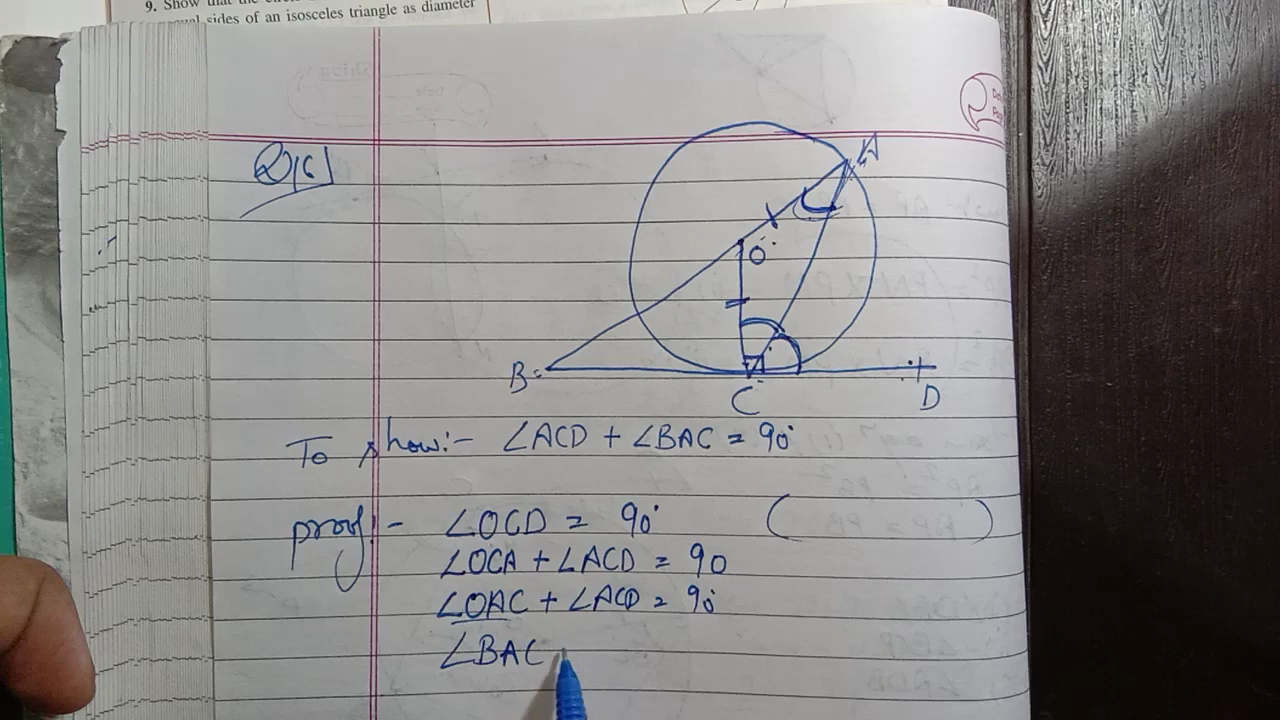 9. Show that the
sides of an isosceles triangle as diameter
Q16
A
O
B
C
D
To show:- ∠ACD + ∠BAC = 90°
proof:- ∠OCD = 90° ( )
∠OCA + ∠ACD = 90
∠OAC + ∠ACD = 90°
∠BAC